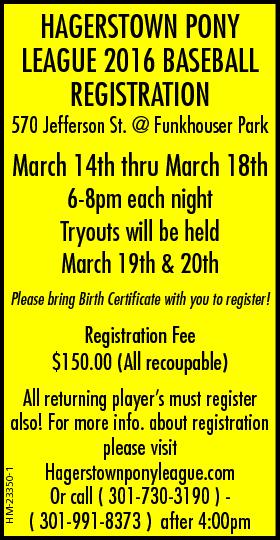 HAGERSTOWN PONY
LEAGUE 2016 BASEBALL
REGISTRATION
570 Jefferson St. @ Funkhouser Park
March 14th thru March 18th
6-8pm each night
Tryouts will be held
March 19th & 20th
Please bring Birth Certificate with you to register!
Registration Fee
$150.00 (All recoupable)
All returning player's must register
also! For more info. about registration
please visit
Hagerstownponyleague.com
Or call ( 301-730-3190 ) -
( 301-991-8373 ) after 4:00pm
HM-23350-1